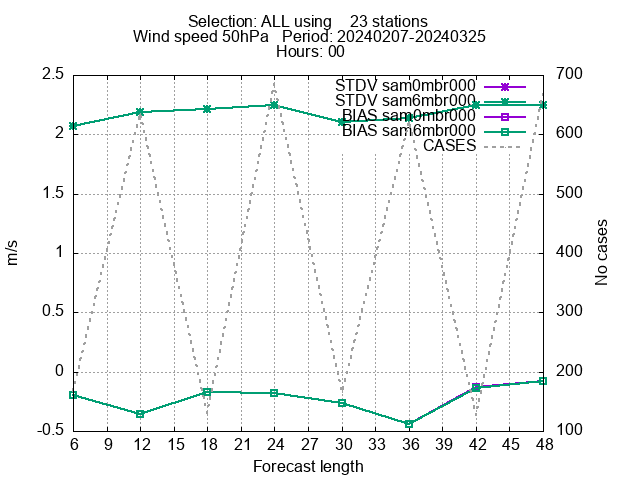 Selection: ALL using 23 stations
Wind speed 50hPa Period: 20240207-20240325
Hours: 00
STDV sam0mbr000
STDV sam6mbr000
BIAS sam0mbr000
BIAS sam6mbr000
CASES
2.5
2
1.5
1
0.5
0
-0.5
m/s
700
600
500
400
300
200
100
No cases
6 9 12 15 18 21 24 27 30 33 36 39 42 45 48
Forecast length